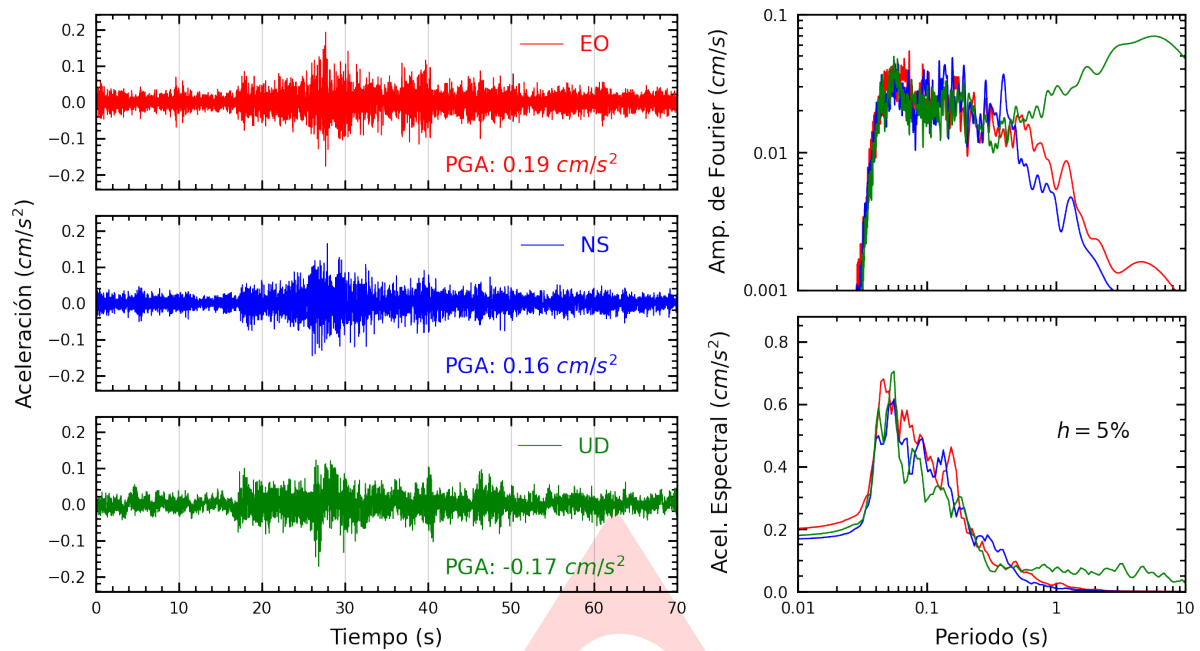 Aceleración (cm/s²)
0.2
0.1
0.0
−0.1
−0.2
EO
PGA: 0.19 cm/s²
0.2
0.1
0.0
−0.1
−0.2
NS
PGA: 0.16 cm/s²
0.2
0.1
0.0
−0.1
−0.2
UD
PGA: -0.17 cm/s²
0 10 20 30 40 50 60 70
Tiempo (s)
Amp. de Fourier (cm/s)
0.1
0.01
0.001
Acel. Espectral (cm/s²)
0.8
0.6
0.4
0.2
0.0
h = 5%
0.01 0.1 1 10
Periodo (s)